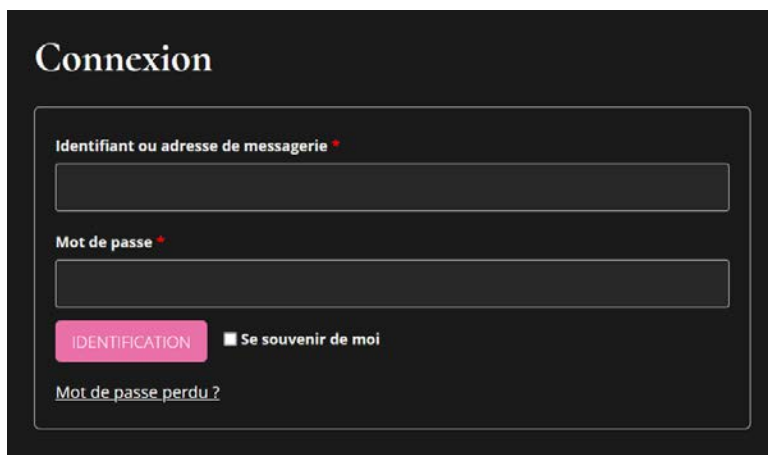 Connexion
Identifiant ou adresse de messagerie *
Mot de passe *
IDENTIFICATION Se souvenir de moi
Mot de passe perdu ?